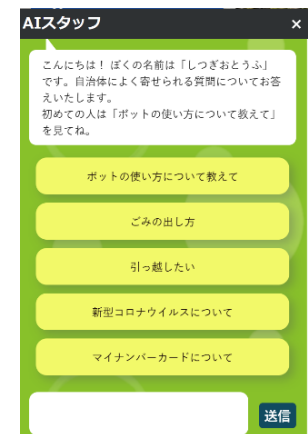 AIスタッフ ×
こんにちは！ ぼくの名前は「しつぎおとうふ」
です。自治体によく寄せられる質問についてお答
えいたします。
初めての人は「ボットの使い方について教えて」
を見てね。
ボットの使い方について教えて
ごみの出し方
引っ越したい
新型コロナウイルスについて
マイナンバーカードについて
送信